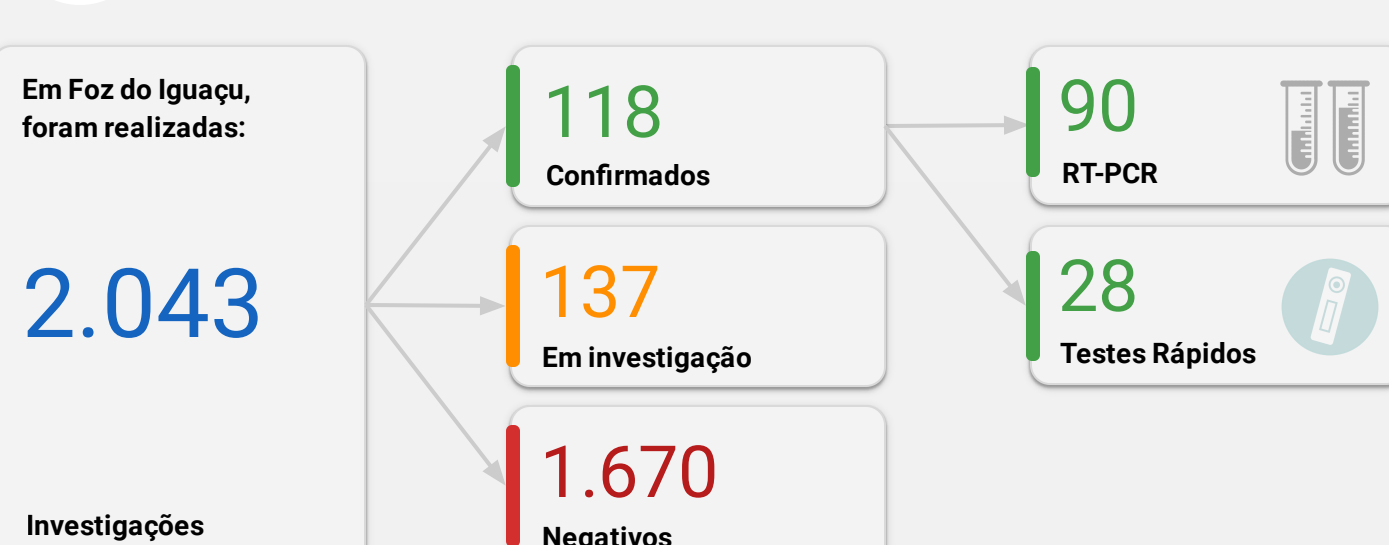 Em Foz do Iguaçu,
foram realizadas:
2.043
Investigações
118
Confirmados
137
Em investigação
1.670
Negativos
90
RT-PCR
28
Testes Rápidos